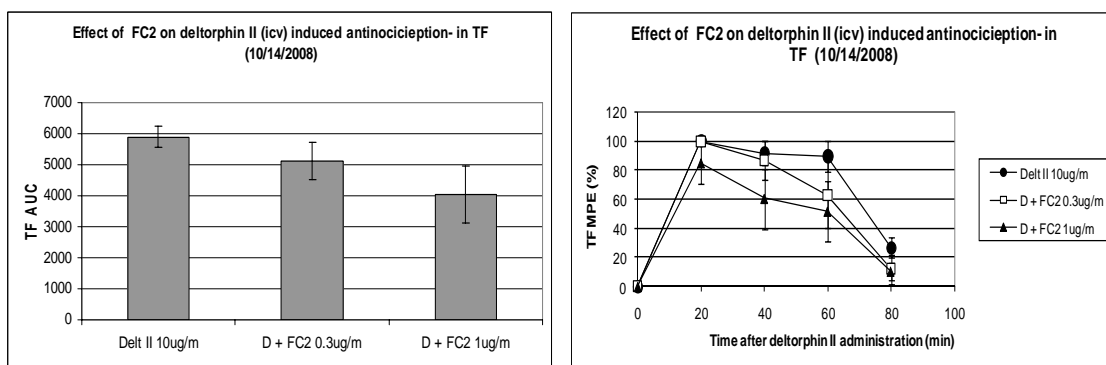 Effect of FC2 on deltorphin II (icv) induced antinocicieption- in TF
(10/14/2008)
7000
6000
5000
4000
3000
2000
1000
0
TF AUC
Delt II 10ug/m
D + FC2 0.3ug/m
D + FC2 1ug/m
Effect of FC2 on deltorphin II (icv) induced antinocicieption- in
TF (10/14/2008)
120
100
80
60
40
20
0
TF MPE (%)
0
20
40
60
80
100
Time after deltorphin II administration (min)
Delt II 10ug/m
D + FC2 0.3ug/m
D + FC2 1ug/m